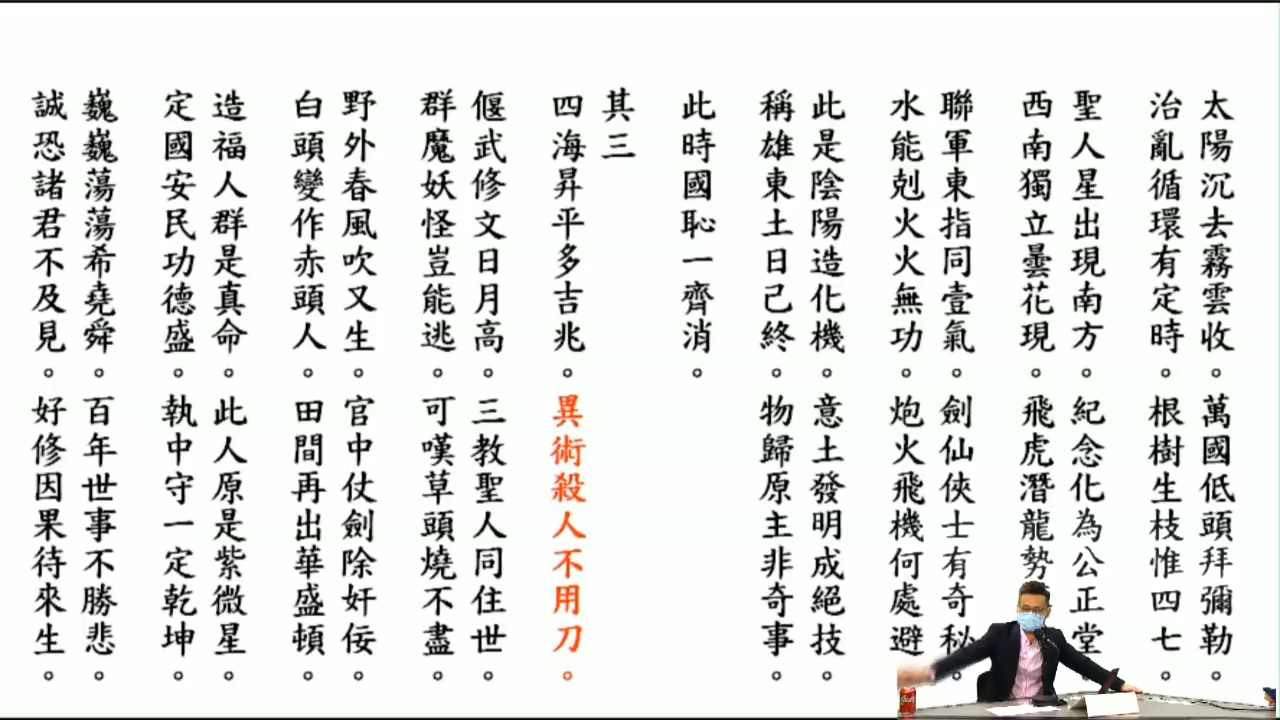 太陽沉去霧雲收。萬國低頭拜彌勒。
治亂循環有定時。根樹生枝惟四七。
聖人星出現南方。紀念化為公正堂。
西南獨立曇花現。飛虎潛龍勢
聯軍東指同壹氣。劍仙俠士有奇秘。
水能剋火火無功。炮火飛機何處避
此是陰陽造化機。意土發明成絕技。
稱雄東土日己終。物歸原主非奇事。
此時國恥一齊消。
其三
四海昇平多吉兆。異術殺人不用刀。
偃武修文日月高。三教聖人同住世。
群魔妖怪豈能逃。可嘆草頭燒不盡。
野外春風吹又生。官中仗劍除奸佞。
白頭變作赤頭人。田間再出華盛頓。
造福人群是真命。此人原是紫微星。
定國安民功德盛。執中守一定乾坤。
巍巍蕩蕩希堯舜。百年世事不勝悲。
誠恐諸君不及見。好修因果待來生。